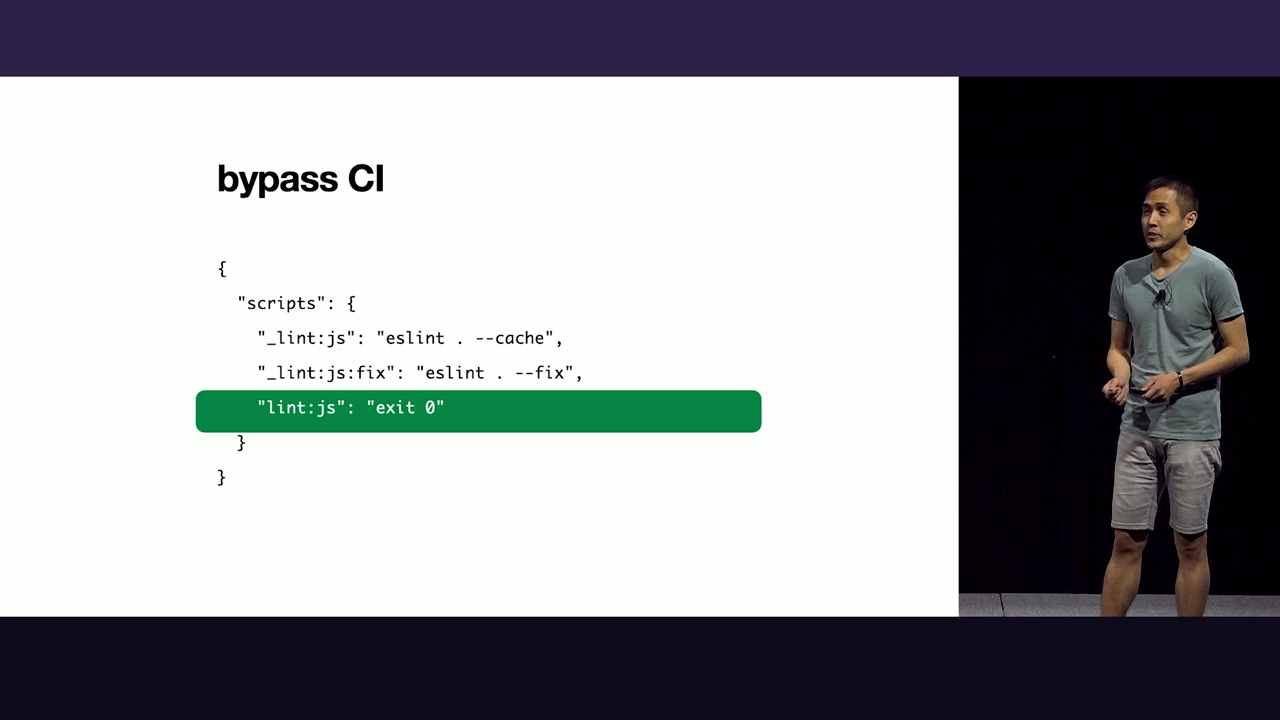 bypass CI
{
"scripts": {
"_lint:js": "eslint . --cache",
"_lint:js:fix": "eslint . --fix",
"lint:js": "exit 0"
}
}